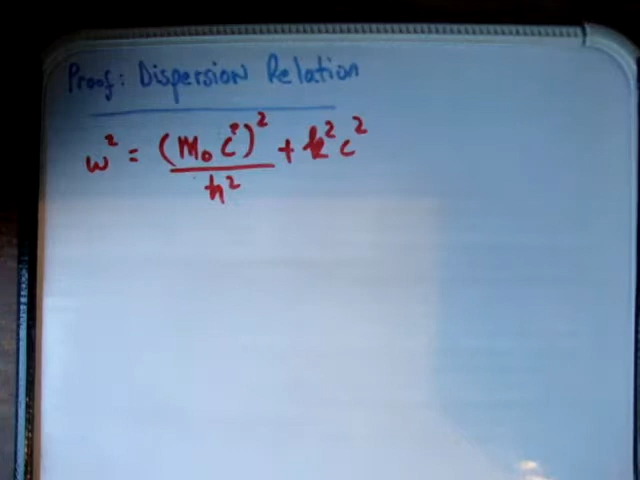 Proof: Dispersion Relation
ω² = (m₀c²)² / ħ² + k²c²